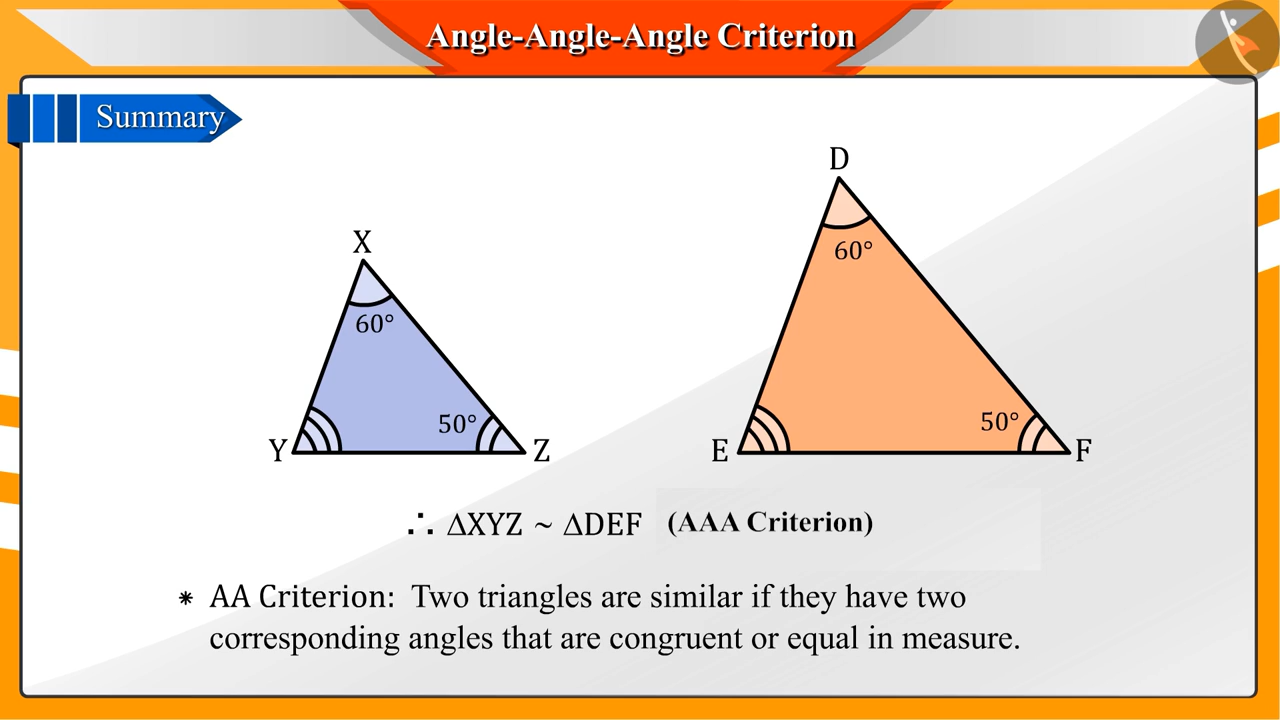 Angle-Angle-Angle Criterion
Summary
D
60°
X
60°
50°
50°
Y
Z
E
F
∴ ΔXYZ ~ ΔDEF (AAA Criterion)
⁕ AA Criterion: Two triangles are similar if they have two
corresponding angles that are congruent or equal in measure.